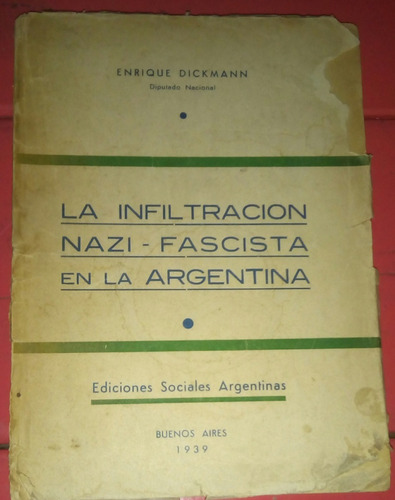 ENRIQUE DICKMANN
Diputado Nacional
LA INFILTRACION
NAZI - FASCISTA
EN LA ARGENTINA
Ediciones Sociales Argentinas
BUENOS AIRES
1939